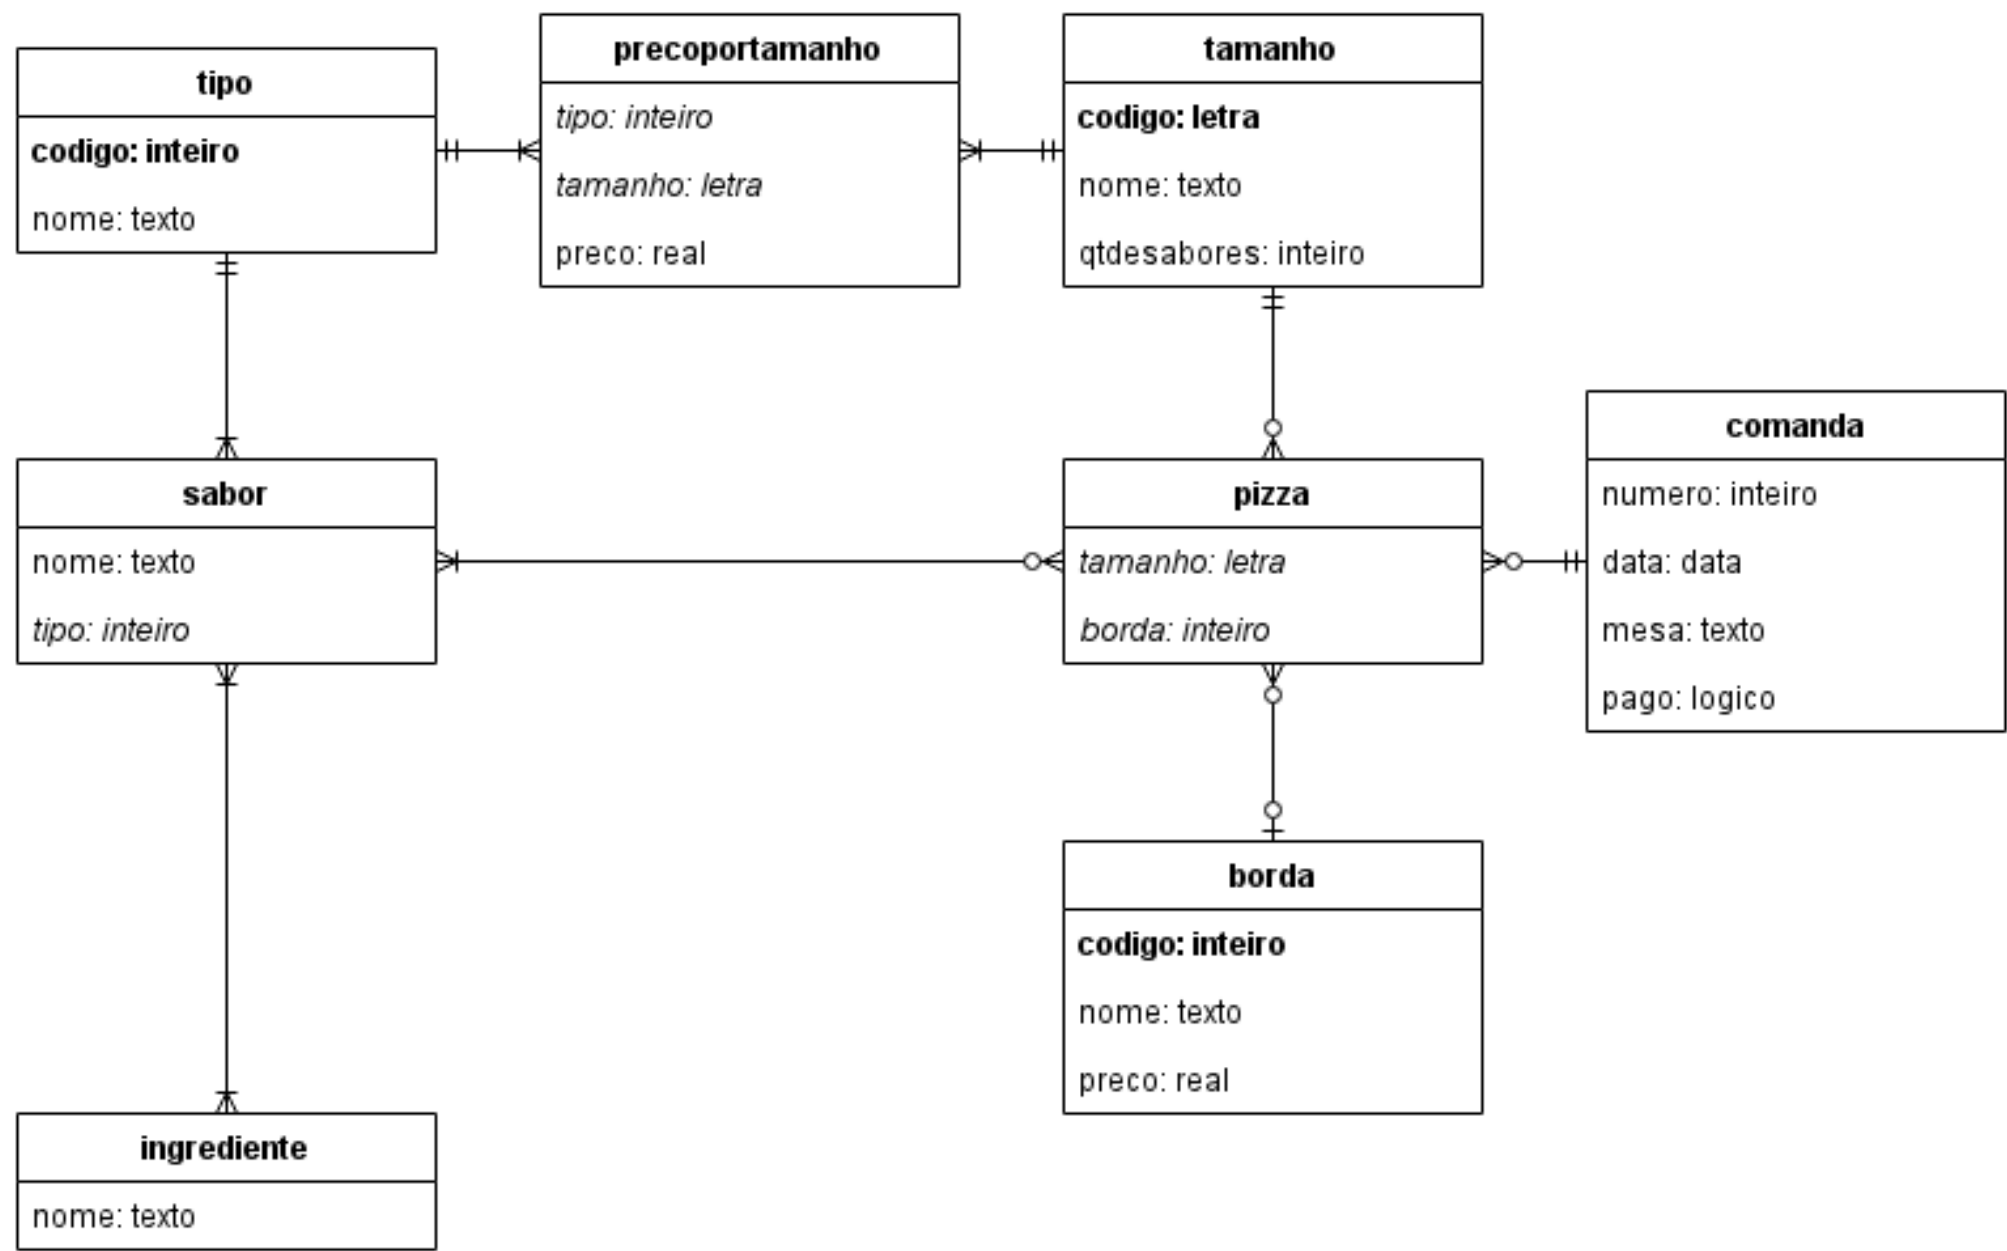 tipo
codigo: inteiro
nome: texto
precoportamanho
tipo: inteiro
tamanho: letra
preco: real
tamanho
codigo: letra
nome: texto
qtdesabores: inteiro
sabor
nome: texto
tipo: inteiro
pizza
tamanho: letra
borda: inteiro
comanda
numero: inteiro
data: data
mesa: texto
pago: logico
borda
codigo: inteiro
nome: texto
preco: real
ingrediente
nome: texto